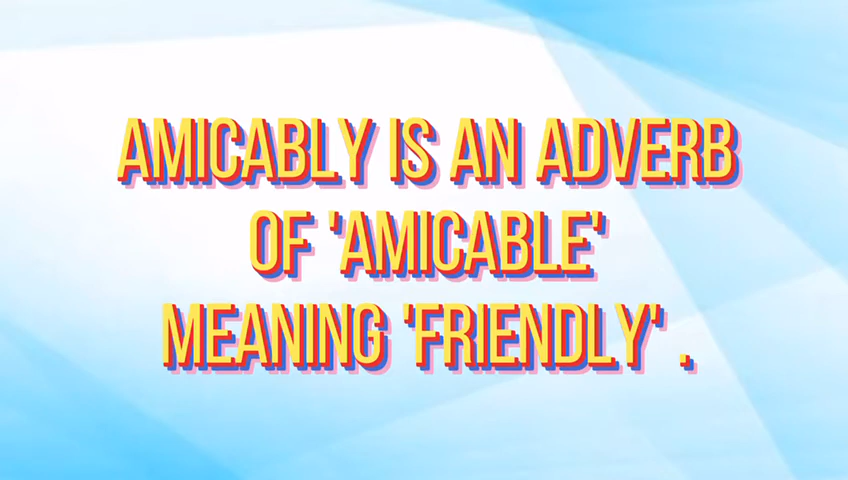 AMICABLY IS AN ADVERB
OF 'AMICABLE'
MEANING 'FRIENDLY' .